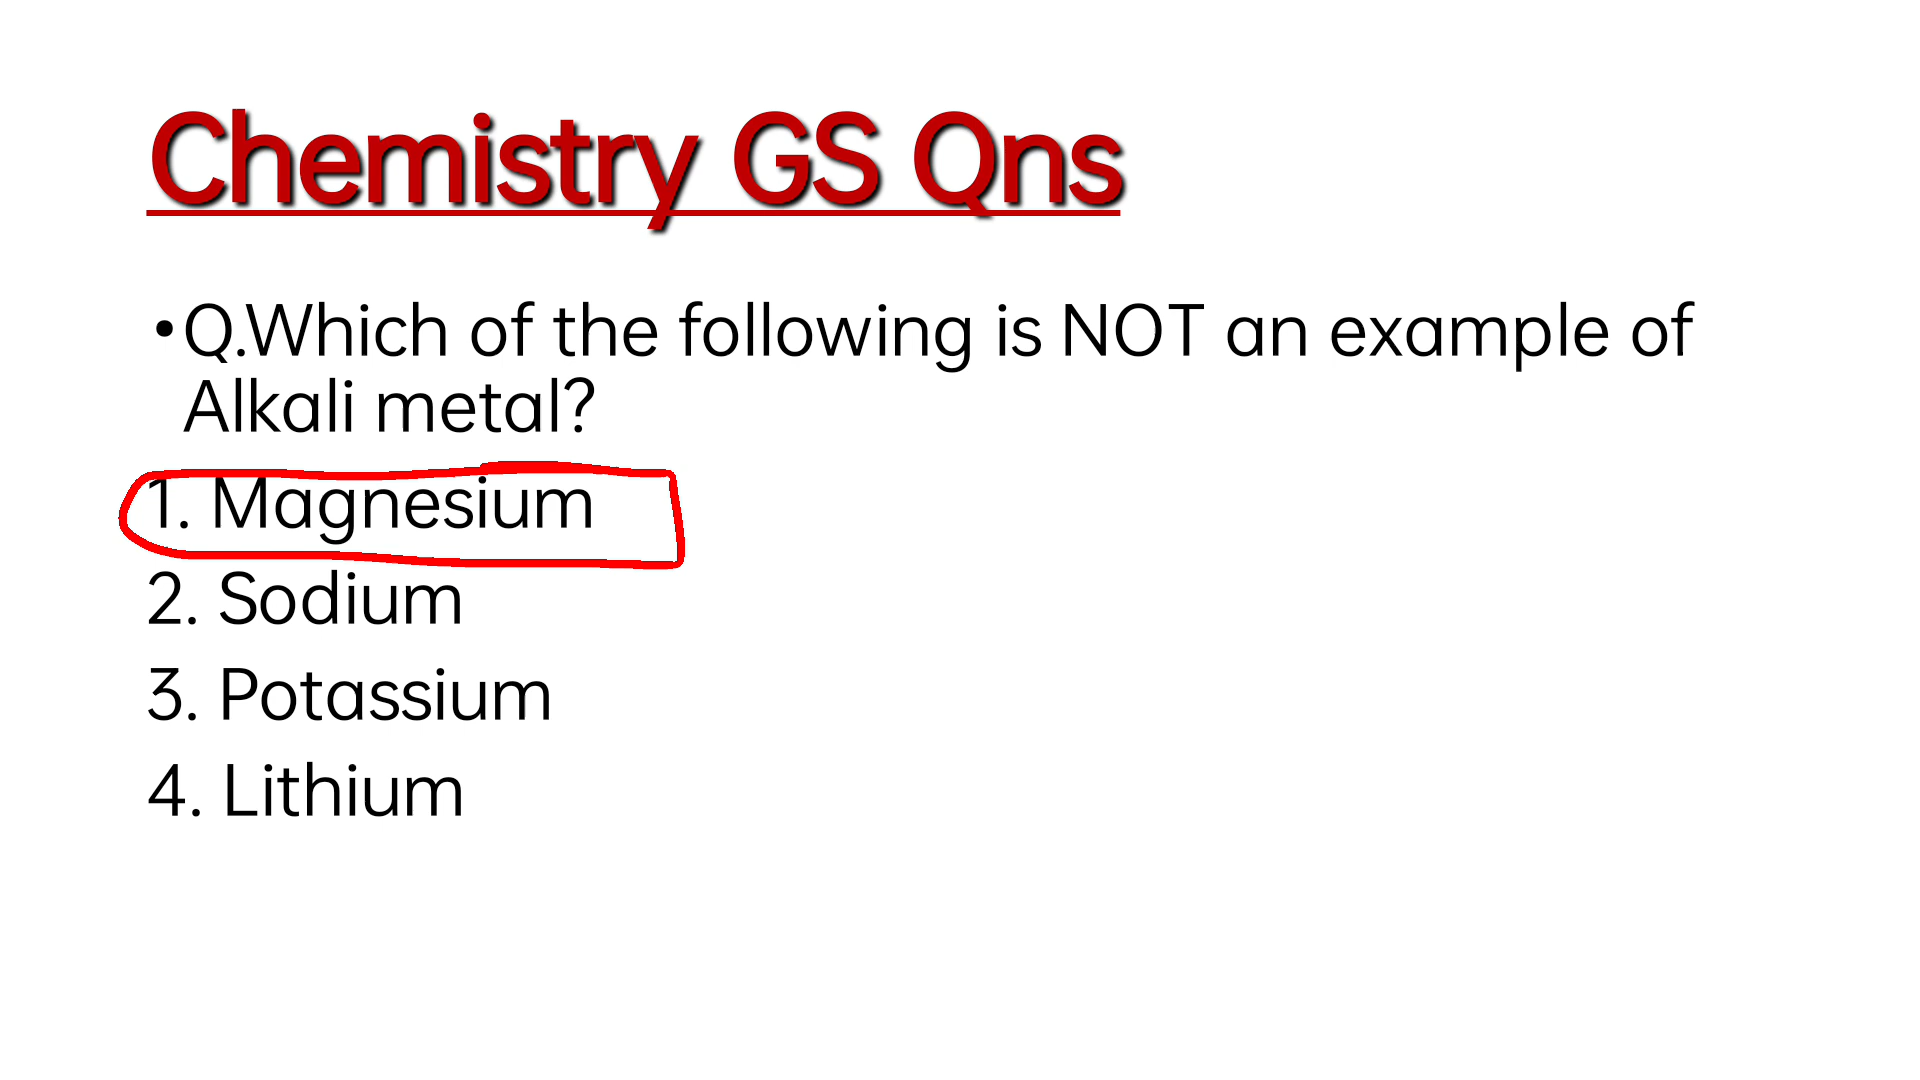 Chemistry GS Qns
•Q.Which of the following is NOT an example of
Alkali metal?
1. Magnesium
2. Sodium
3. Potassium
4. Lithium